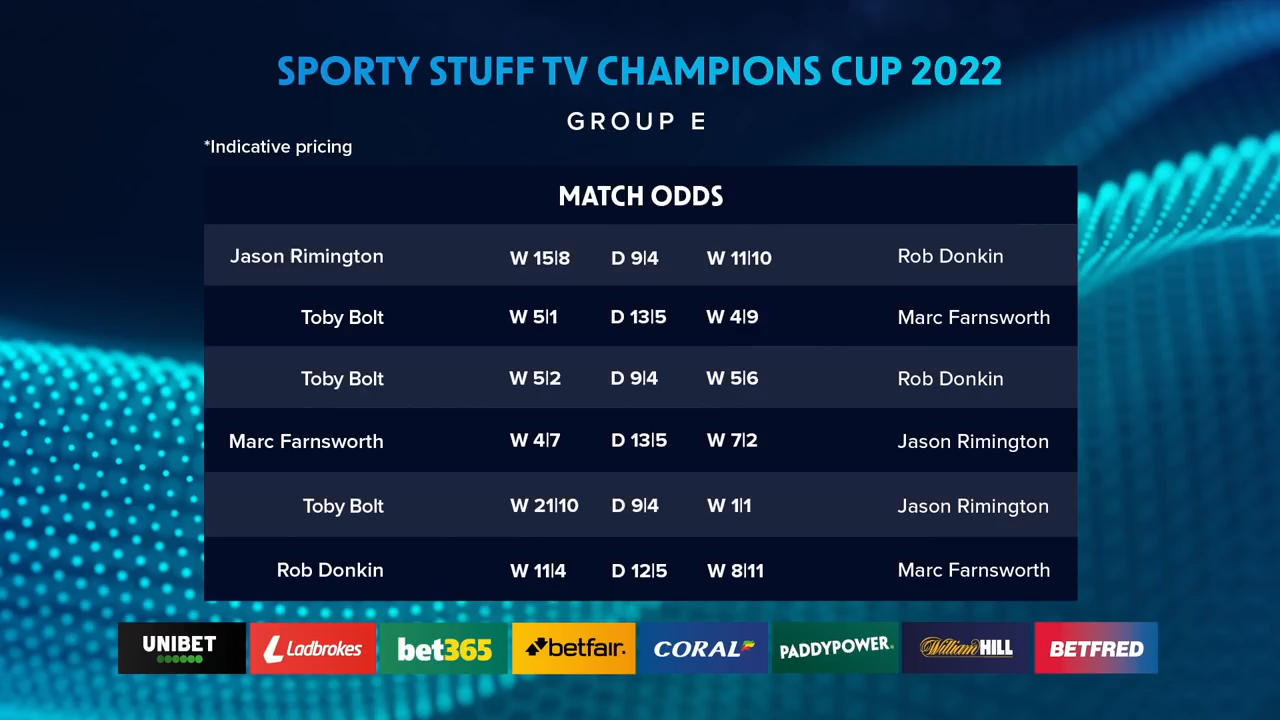 SPORTY STUFF TV CHAMPIONS CUP 2022
GROUP E
*Indicative pricing
MATCH ODDS
Jason Rimington W 15|8 D 9|4 W 11|10 Rob Donkin
Toby Bolt W 5|1 D 13|5 W 4|9 Marc Farnsworth
Toby Bolt W 5|2 D 9|4 W 5|6 Rob Donkin
Marc Farnsworth W 4|7 D 13|5 W 7|2 Jason Rimington
Toby Bolt W 21|10 D 9|4 W 1|1 Jason Rimington
Rob Donkin W 11|4 D 12|5 W 8|11 Marc Farnsworth
UNIBET Ladbrokes bet365 betfair. CORAL PADDYPOWER. William HILL BETFRED